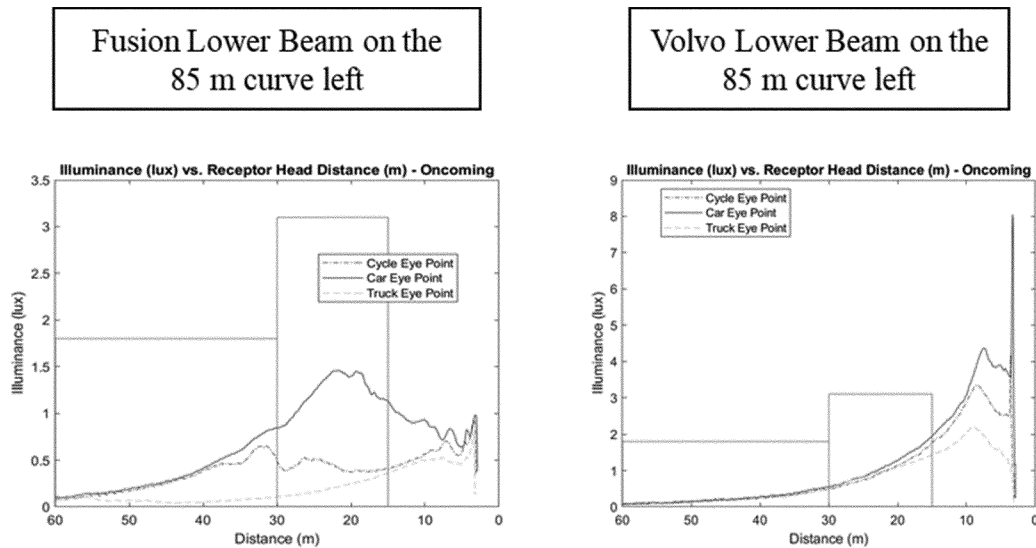 Fusion Lower Beam on the
85 m curve left
Volvo Lower Beam on the
85 m curve left
Illuminance (lux) vs. Receptor Head Distance (m) - Oncoming
3.5
3
2.5
2
1.5
1
0.5
0
Illuminance (lux)
Cycle Eye Point
Car Eye Point
Truck Eye Point
60 50 40 30 20 10 0
Distance (m)
Illuminance (lux) vs. Receptor Head Distance (m) - Oncoming
9
8
7
6
5
4
3
2
1
0
Illuminance (lux)
Cycle Eye Point
Car Eye Point
Truck Eye Point
60 50 40 30 20 10 0
Distance (m)